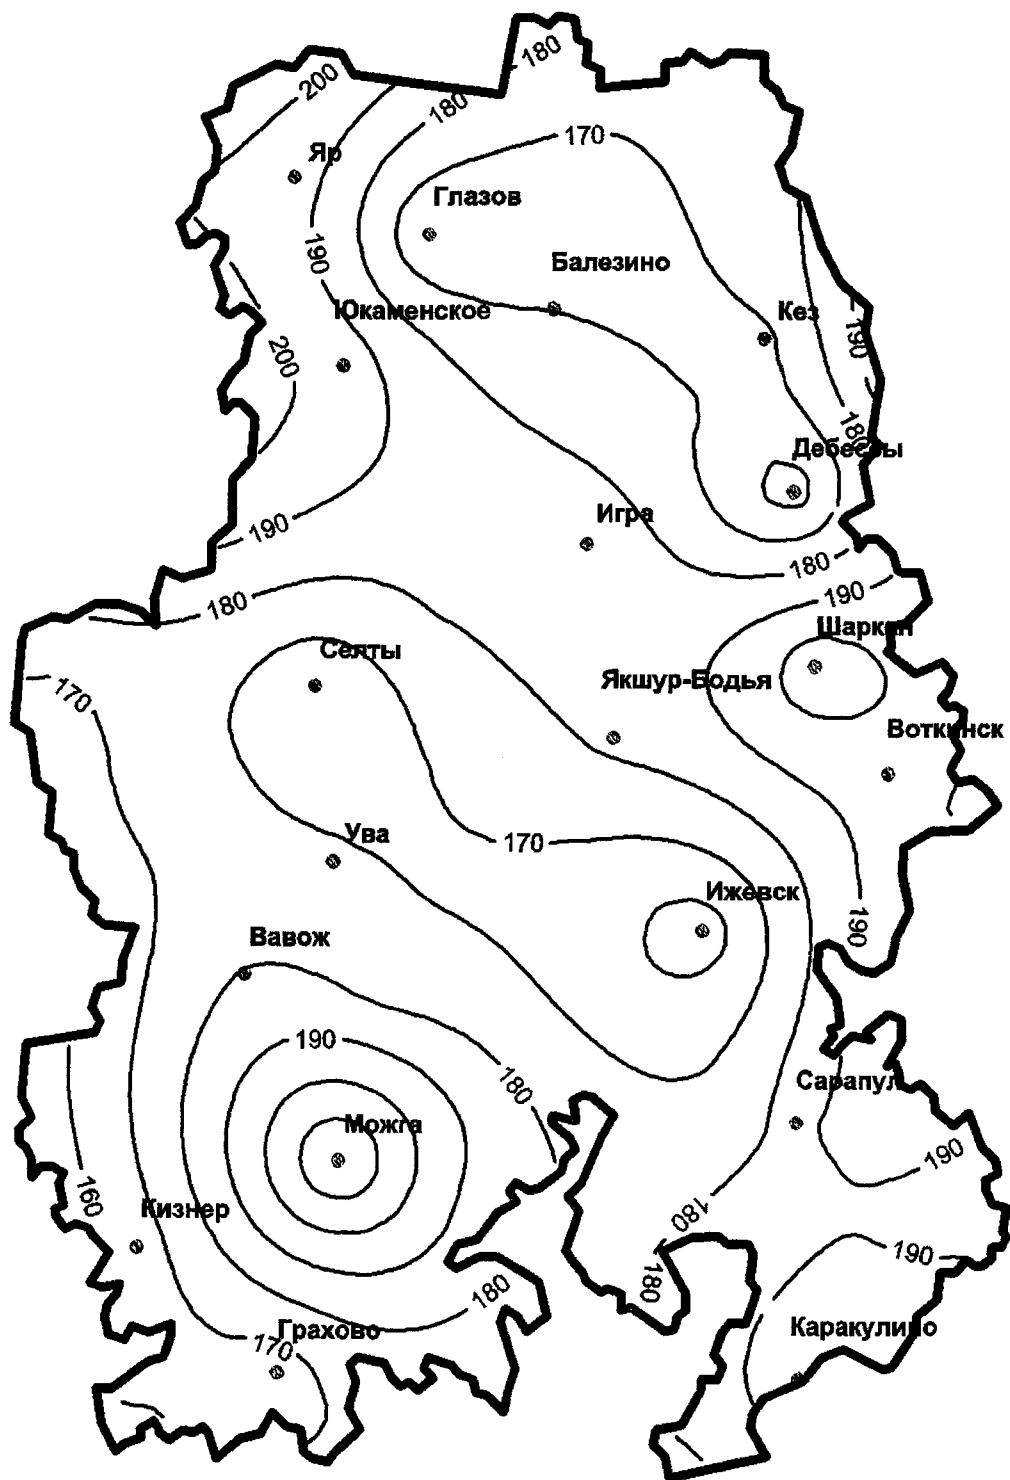 180
200
180
170
Яр
Глазов
190
Балезино
Юкаменское
Кез
190
200
180
Дебессы
Игра
190
180
190
180
Шаркан
Селты
Якшур-Бодья
170
Воткинск
Ува
170
Ижевск
190
Вавож
190
180
Сарапул
Можга
190
160
Кизнер
180
190
180
180
Грахово
Каракулино
170